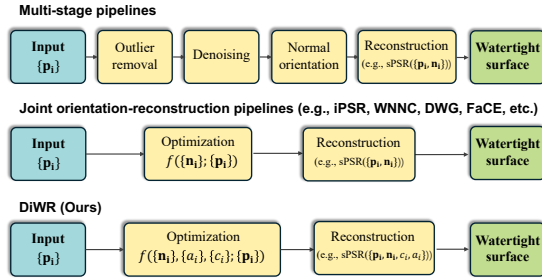 Multi-stage pipelines
Input
{𝐩𝐢}
Outlier
removal
Denoising
Normal
orientation
Reconstruction
(e.g., sPSR({𝐩𝐢, 𝐧𝐢}))
Watertight
surface
Joint orientation-reconstruction pipelines (e.g., iPSR, WNNC, DWG, FaCE, etc.)
Input
{𝐩𝐢}
Optimization
𝑓({𝐧𝐢}; {𝐩𝐢})
Reconstruction
(e.g., sPSR({𝐩𝐢, 𝐧𝐢}))
Watertight
surface
DiWR (Ours)
Input
{𝐩𝐢}
Optimization
𝑓({𝐧𝐢}, {𝑎𝑖}, {𝑐𝑖}; {𝐩𝐢})
Reconstruction
(e.g., sPSR({𝐩𝐢, 𝐧𝐢, 𝑐𝑖, 𝑎𝑖}))
Watertight
surface